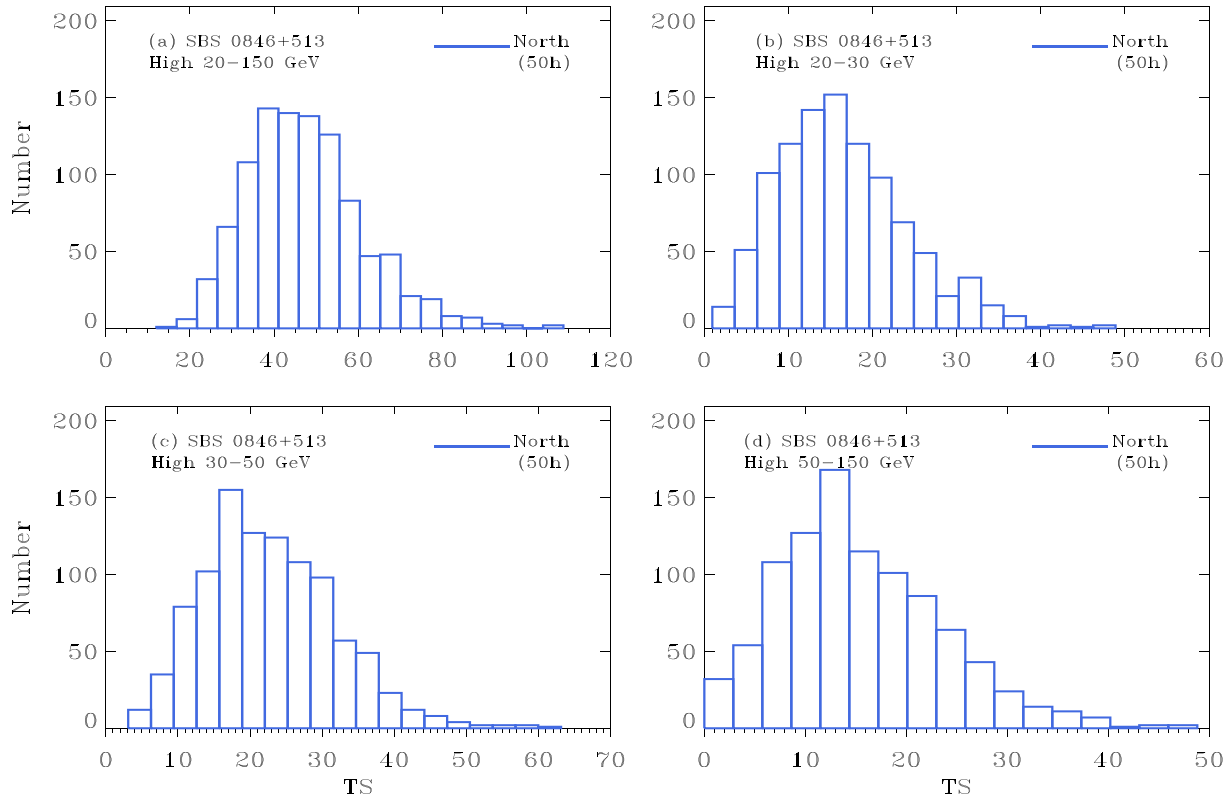 200
150
100
50
0
Number
(a) SBS 0846+513
High 20-150 GeV
North
(50h)
0 20 40 60 80 100 120
200
150
100
50
0
(b) SBS 0846+513
High 20-30 GeV
North
(50h)
0 10 20 30 40 50 60
200
150
100
50
0
Number
(c) SBS 0846+513
High 30-50 GeV
North
(50h)
0 10 20 30 40 50 60 70
TS
200
150
100
50
0
(d) SBS 0846+513
High 50-150 GeV
North
(50h)
0 10 20 30 40 50
TS